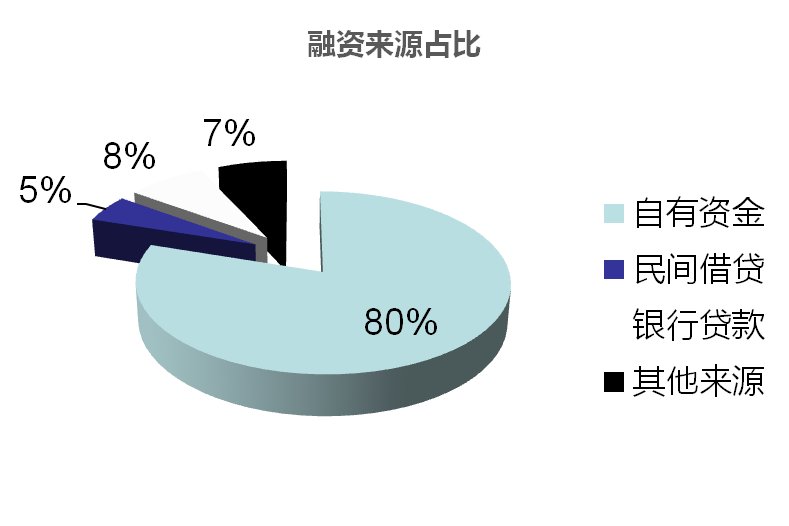 融资来源占比
7%
8%
5%
80%
自有资金
民间借贷
银行贷款
其他来源